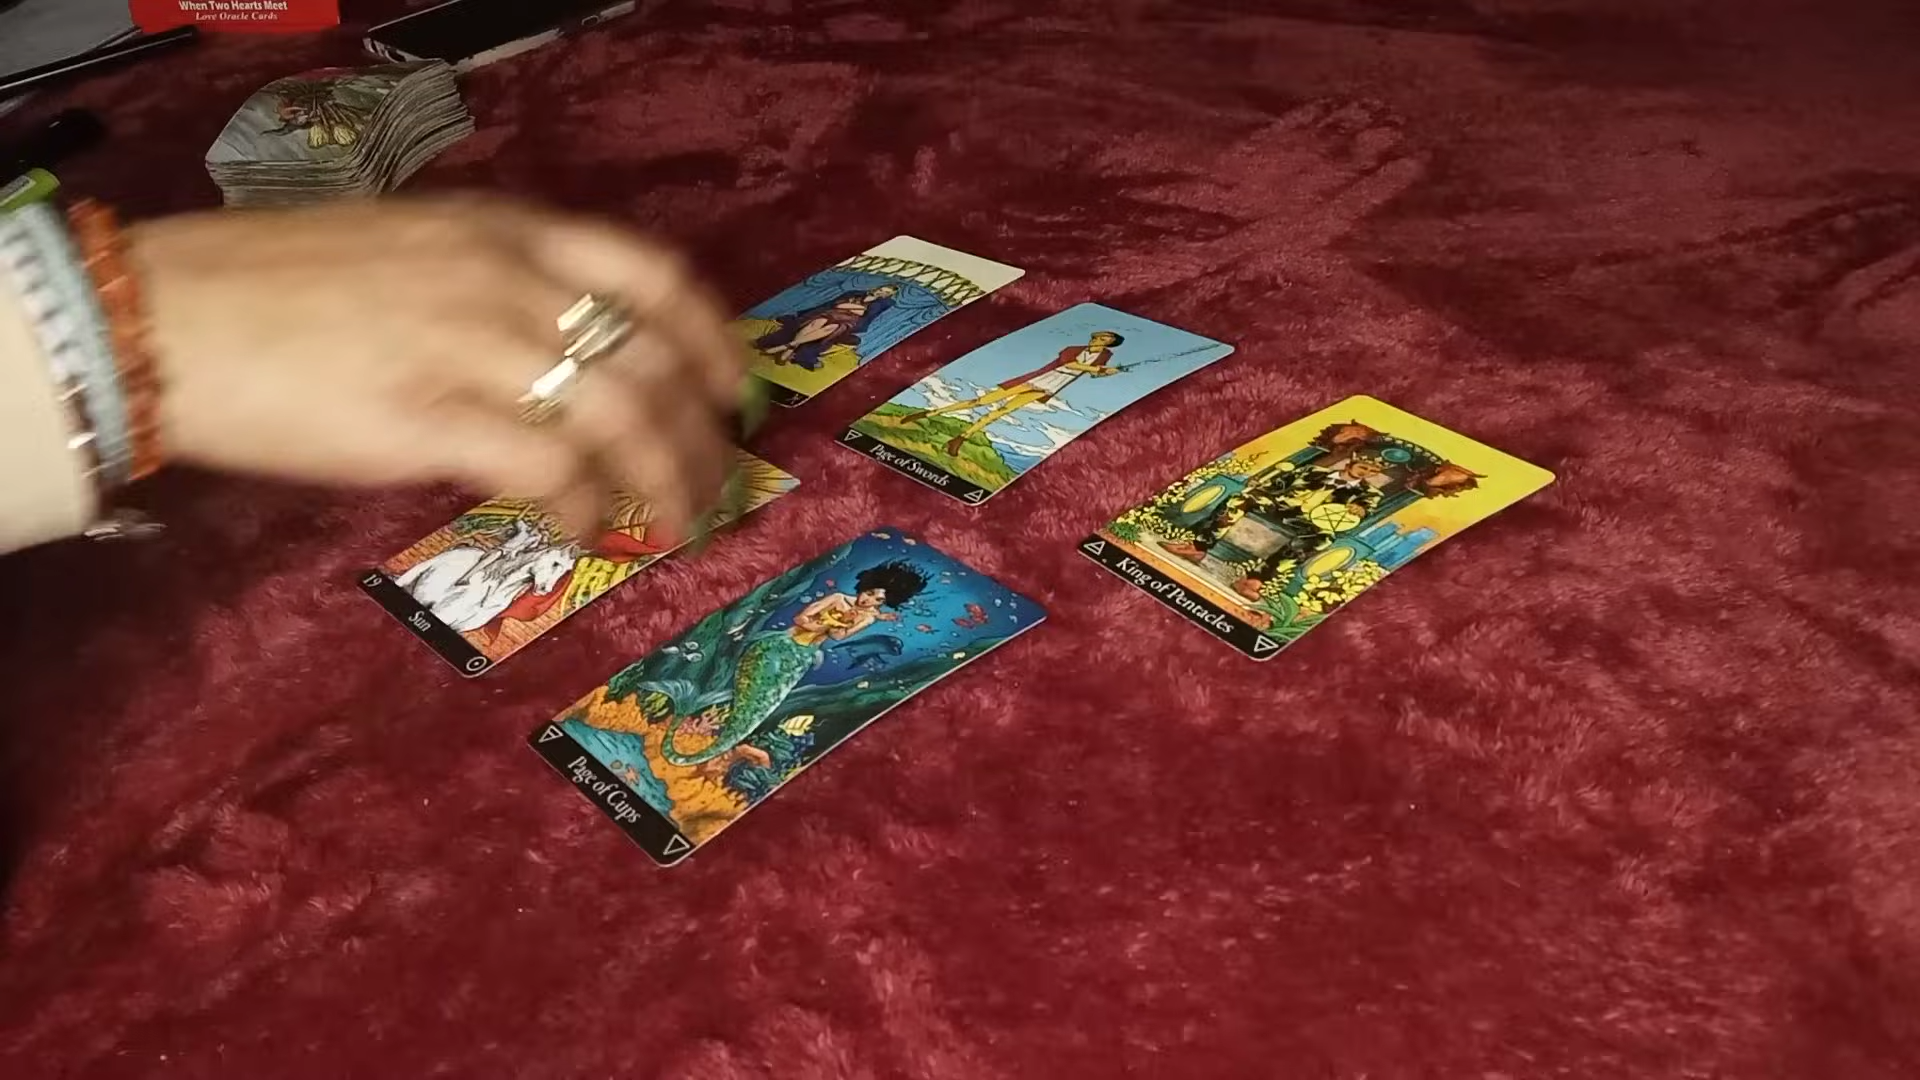 When Two Hearts Meet
Love Oracle Cards
Page of Swords
King of Pentacles
19
Sun
Page of Cups